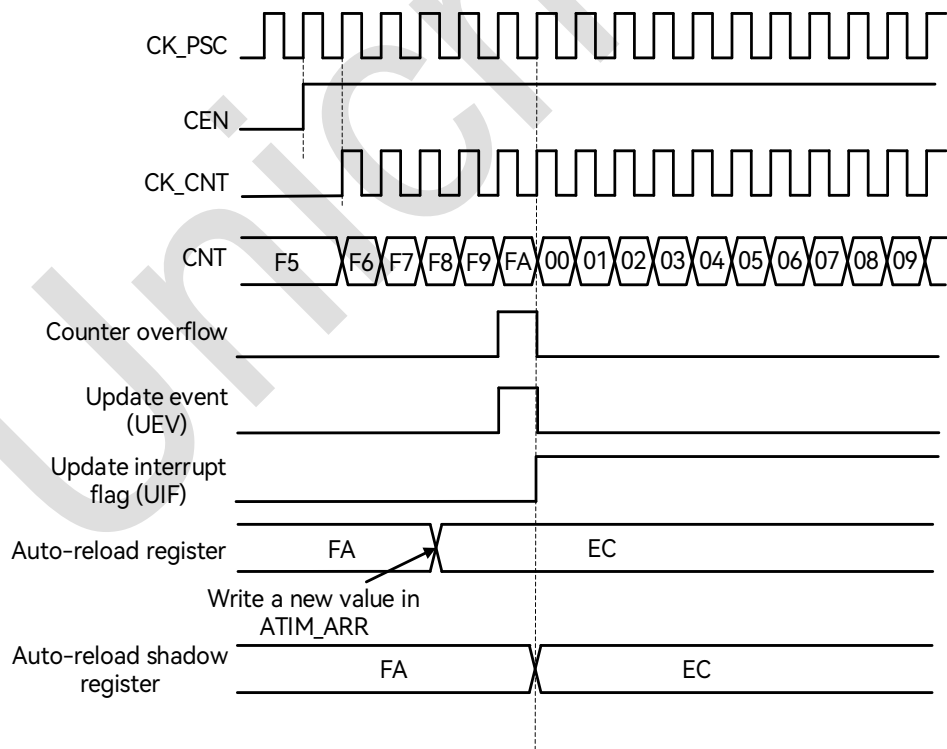 CK_PSC
CEN
CK_CNT
CNT F5 F6 F7 F8 F9 FA 00 01 02 03 04 05 06 07 08 09
Counter overflow
Update event
(UEV)
Update interrupt
flag (UIF)
Auto-reload register FA EC
Write a new value in
ATIM_ARR
Auto-reload shadow
register
FA EC
Unich